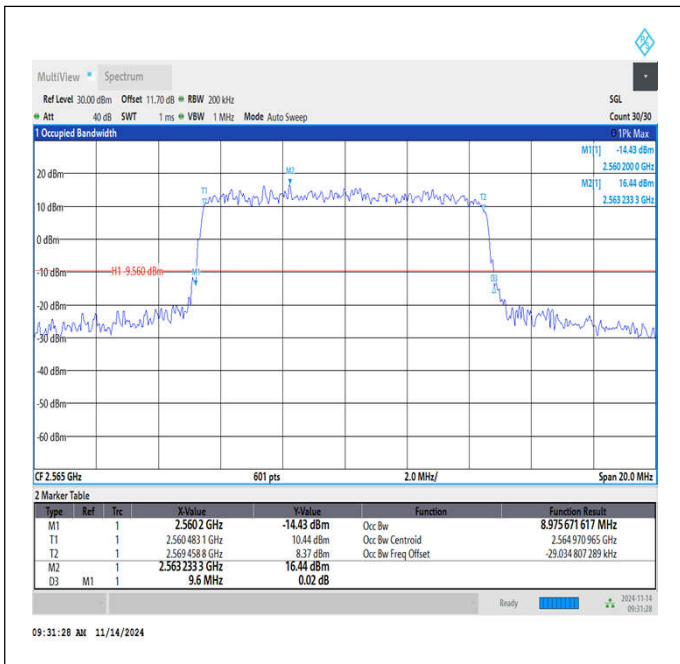 R S
MultiView Spectrum
Ref Level 30.00 dBm Offset 11.70 dB RBW 200 kHz SGL
Att 40 dB SWT 1 ms VBW 1 MHz Mode Auto Sweep Count 30/30
1 Occupied Bandwidth 1Pk Max
M1[1] -14.43 dBm
2.560 200 0 GHz
M2[1] 16.44 dBm
2.563 233 3 GHz
M2
20 dBm
T1 T2
10 dBm
0 dBm
-10 dBm H1 -9.560 dBm M1
D3
-20 dBm
-30 dBm
-40 dBm
-50 dBm
-60 dBm
CF 2.565 GHz 601 pts 2.0 MHz/ Span 20.0 MHz
2 Marker Table
Type Ref Trc X-Value Y-Value Function Function Result
M1 1 2.560 2 GHz -14.43 dBm Occ Bw 8.975 671 617 MHz
T1 1 2.560 483 1 GHz 10.44 dBm Occ Bw Centroid 2.564 970 965 GHz
T2 1 2.569 458 8 GHz 8.37 dBm Occ Bw Freq Offset -29.034 807 289 kHz
M2 1 2.563 233 3 GHz 16.44 dBm
D3 M1 1 9.6 MHz 0.02 dB
Ready 2024-11-14
09:31:28
09:31:28 AM 11/14/2024